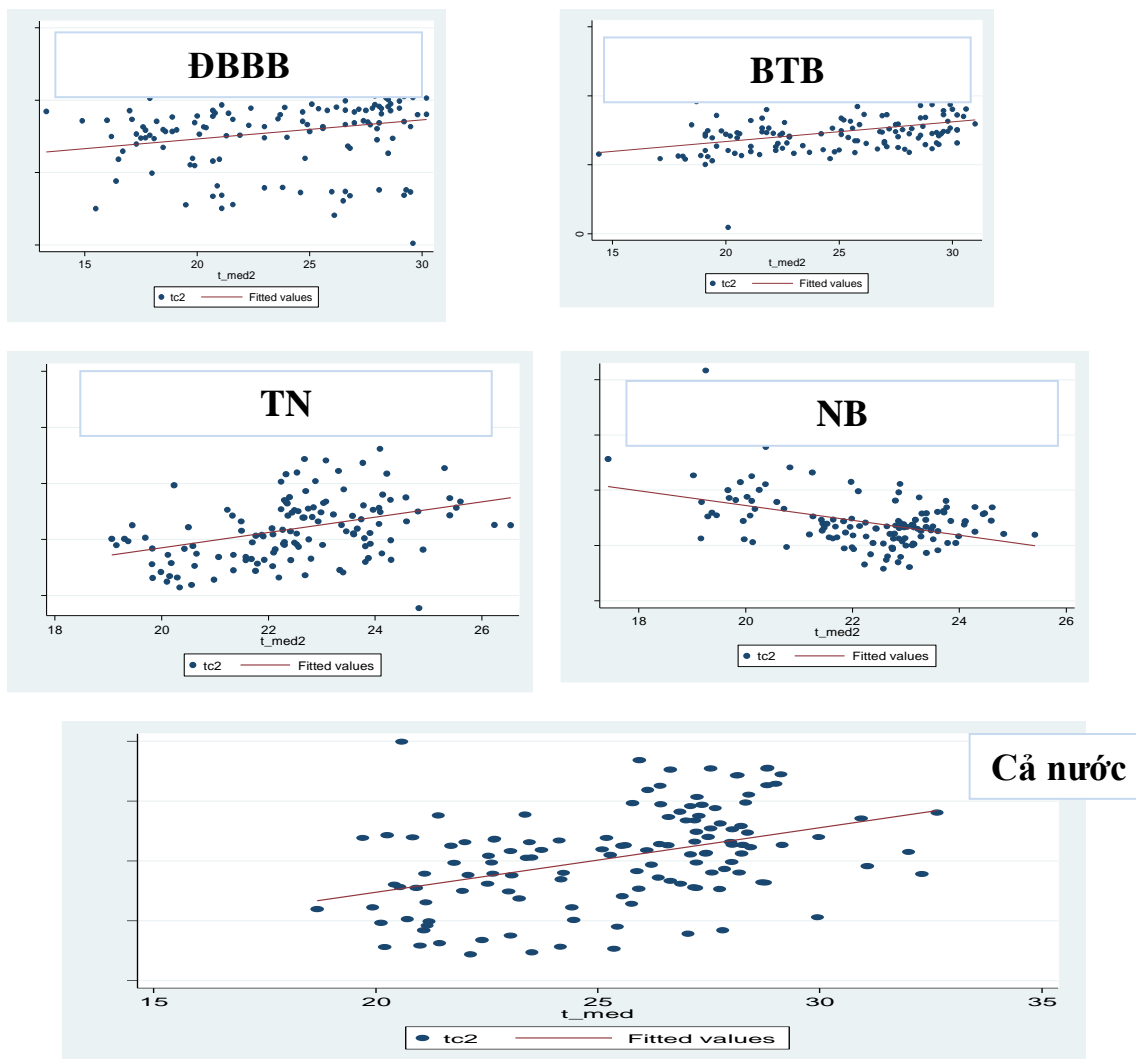 ĐBBB
15 20 25 30
t_med2
tc2 Fitted values
BTB
0
15 20 25 30
t_med2
tc2 Fitted values
TN
18 20 22 24 26
t_med2
tc2 Fitted values
NB
18 20 22 24 26
t_med2
tc2 Fitted values
Cả nước
15 20 25 30 35
t_med
tc2 Fitted values